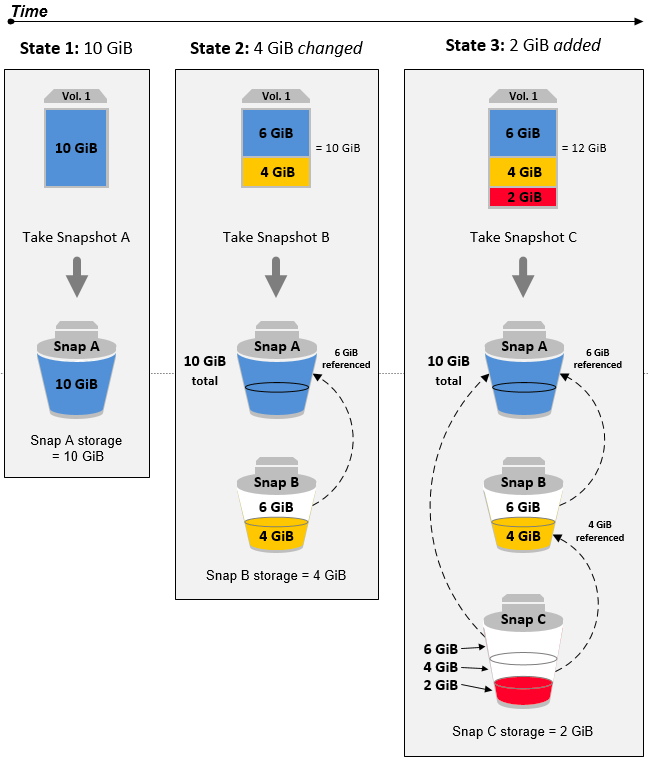 Time
State 1: 10 GiB
Vol. 1
10 GiB
Take Snapshot A
Snap A
10 GiB
Snap A storage
= 10 GiB
State 2: 4 GiB changed
Vol. 1
6 GiB
= 10 GiB
4 GiB
Take Snapshot B
Snap A
6 GiB
referenced
10 GiB
total
Snap B
6 GiB
4 GiB
Snap B storage = 4 GiB
State 3: 2 GiB added
Vol. 1
6 GiB
= 12 GiB
4 GiB
2 GiB
Take Snapshot C
Snap A
6 GiB
referenced
10 GiB
total
Snap B
6 GiB
4 GiB
4 GiB
referenced
Snap C
6 GiB
4 GiB
2 GiB
Snap C storage = 2 GiB